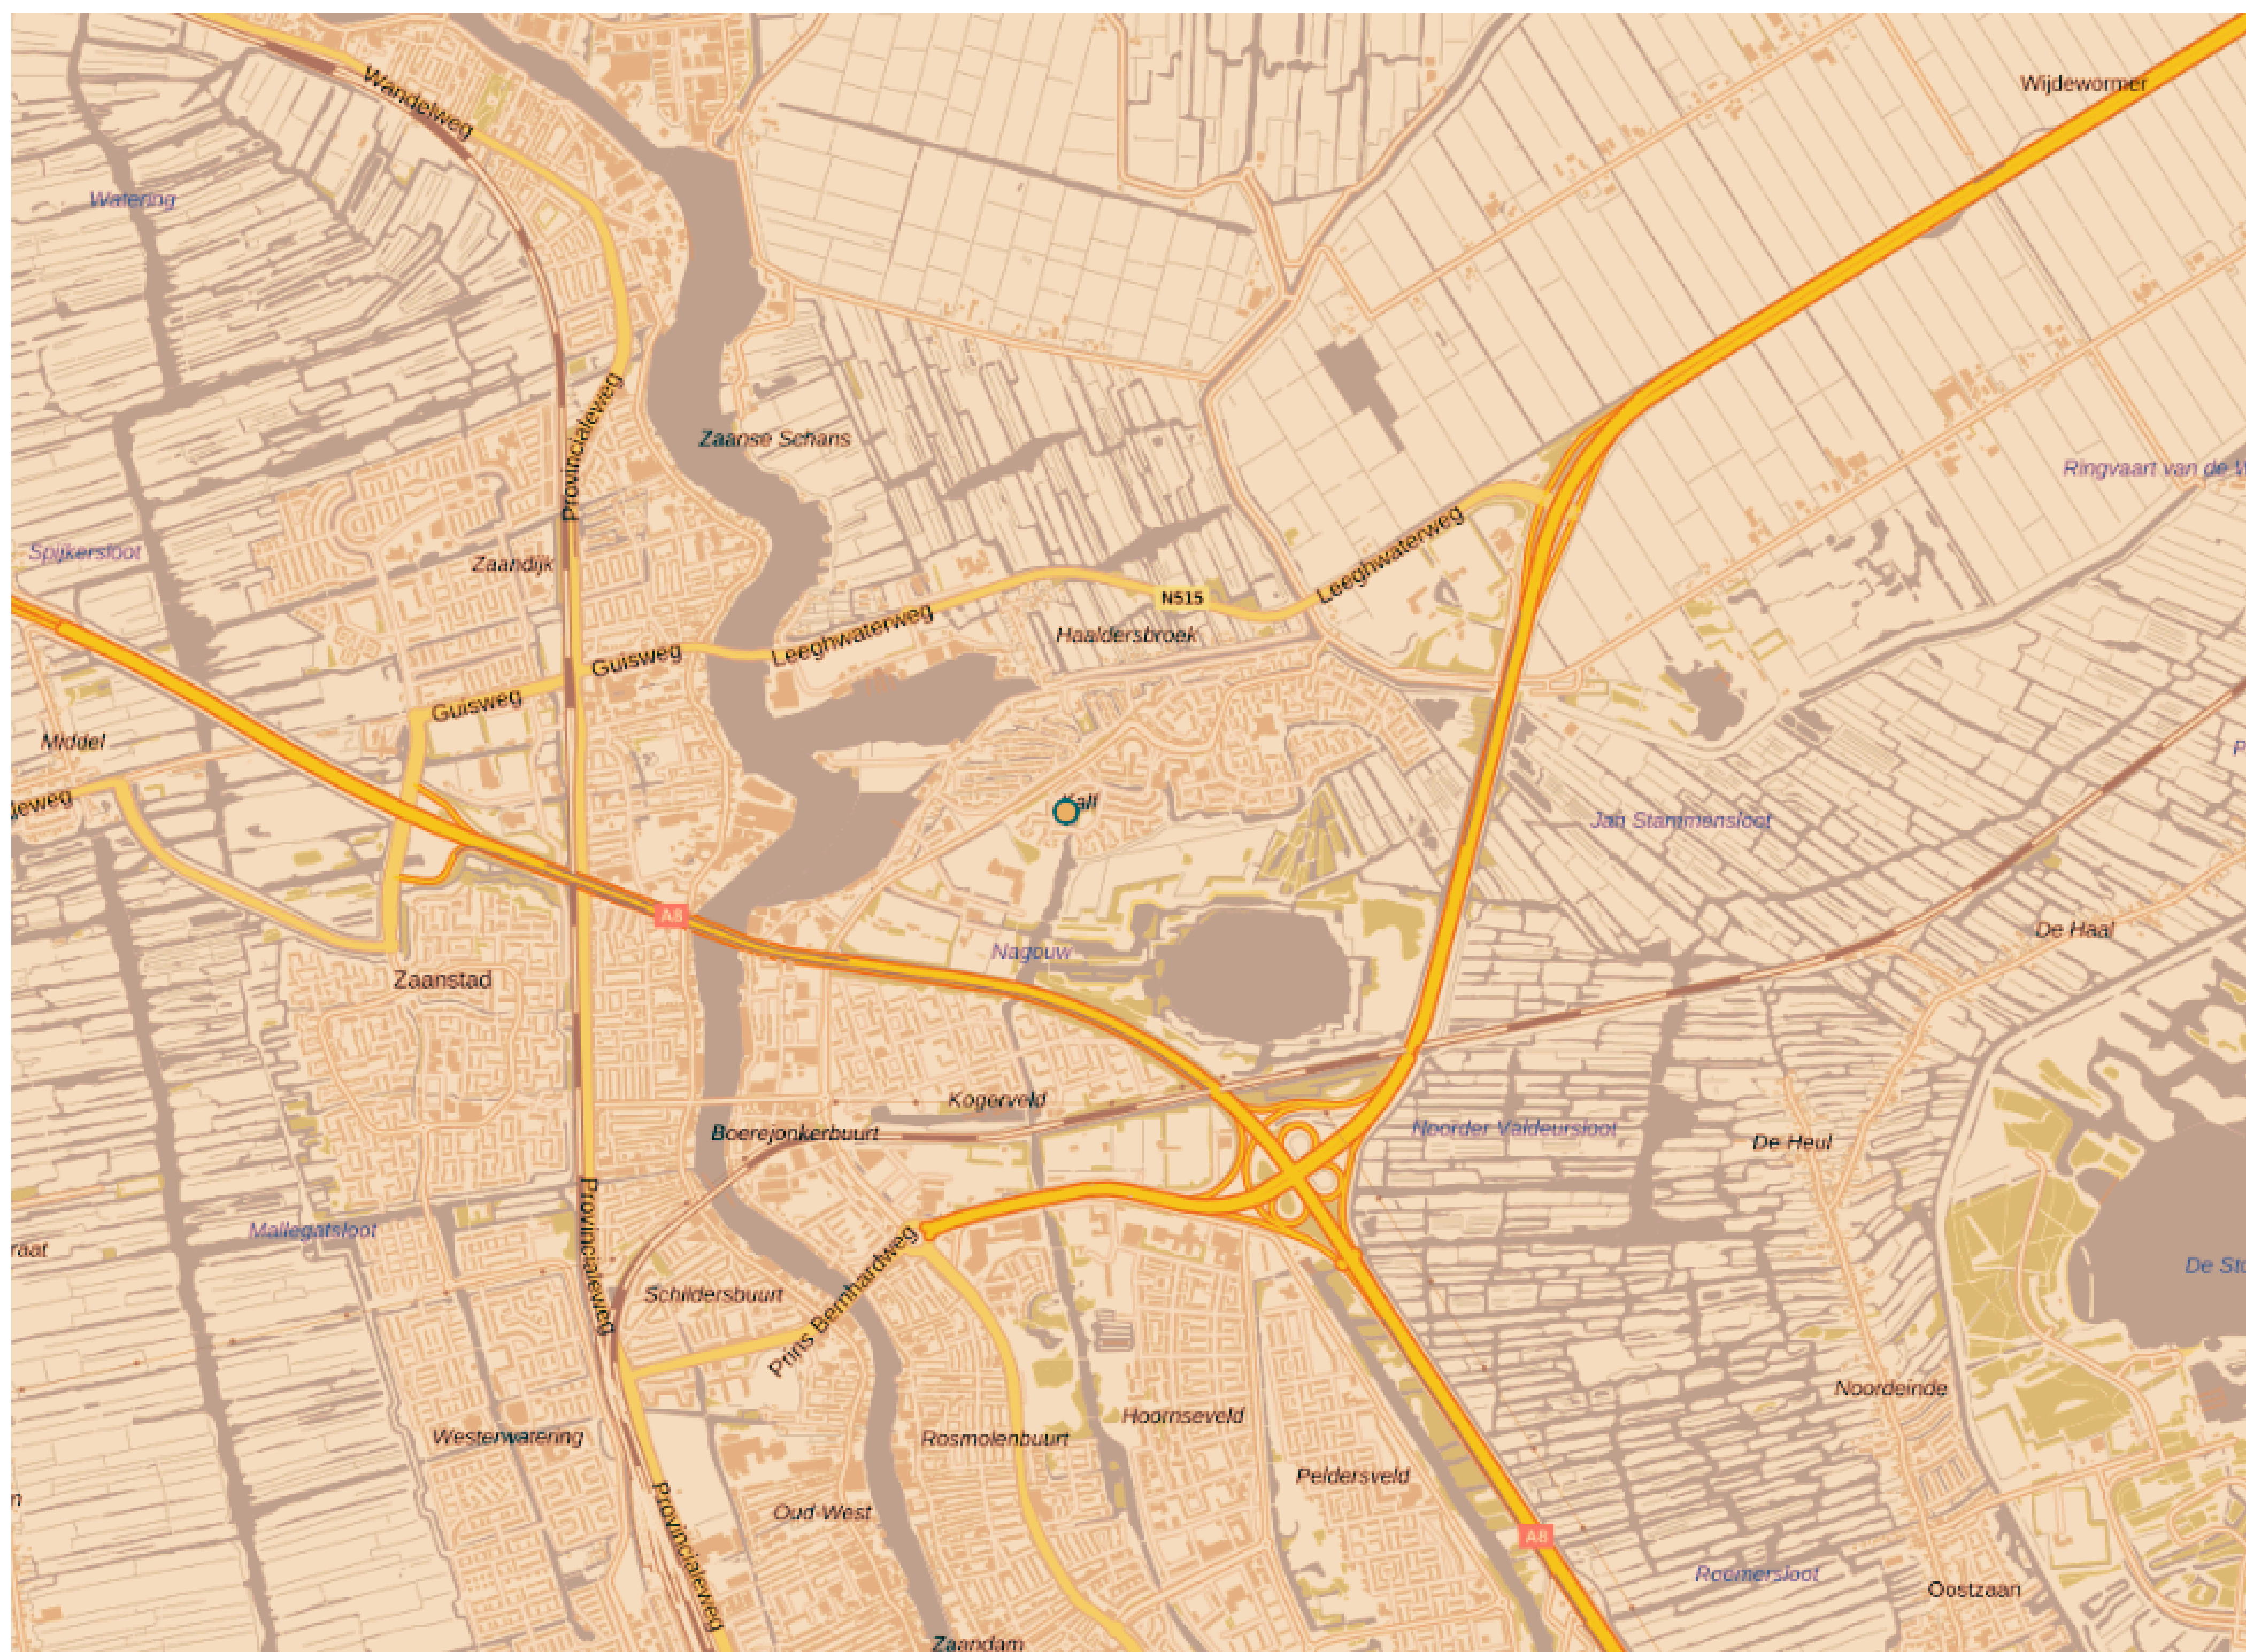 Wijdewormer
Wandelweg
Watering
Provincialeweg
Zaanse Schans
Ringvaart van de W
Leeghwaterweg
Spijkersloot
Zaandijk
N515
Leeghwaterweg
Haaldersbroek
Guisweg
Guisweg
Middel
leweg
Kalf
Jan Stammensloot
P
A8
De Haal
Nagouw
Zaanstad
Kogerveld
Boerejonkerbuurt
Noorder Valdeursloot
De Heul
Mallegatsloot
raat
Provincialeweg
Prins Bernhardweg
De Sto
Schildersbuurt
Noordeinde
Hoornseveld
Westerwatering
Rosmolenbuurt
Peldersveld
n
Oud-West
Provincialeweg
A8
Roemersloot
Oostzaan
Zaandam